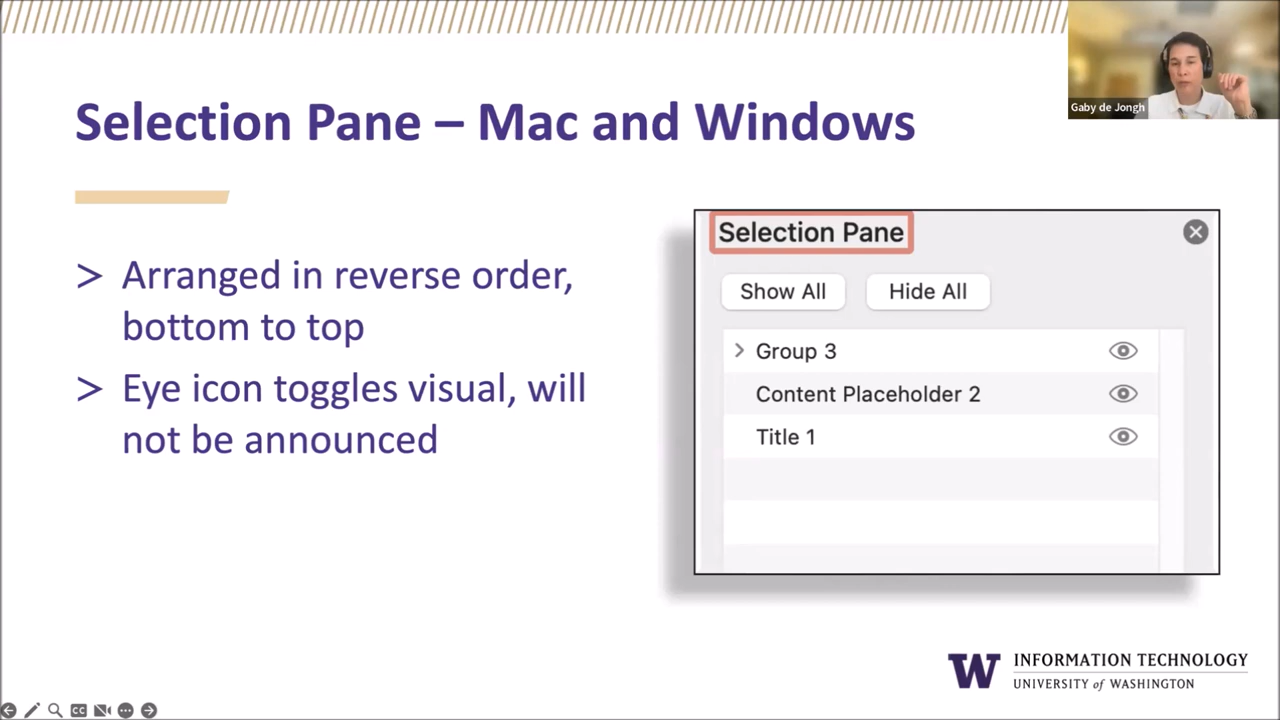 Gaby de Jongh
Selection Pane – Mac and Windows
> Arranged in reverse order,
bottom to top
> Eye icon toggles visual, will
not be announced
Selection Pane
Show All Hide All
Group 3
Content Placeholder 2
Title 1
W INFORMATION TECHNOLOGY
UNIVERSITY of WASHINGTON
CC